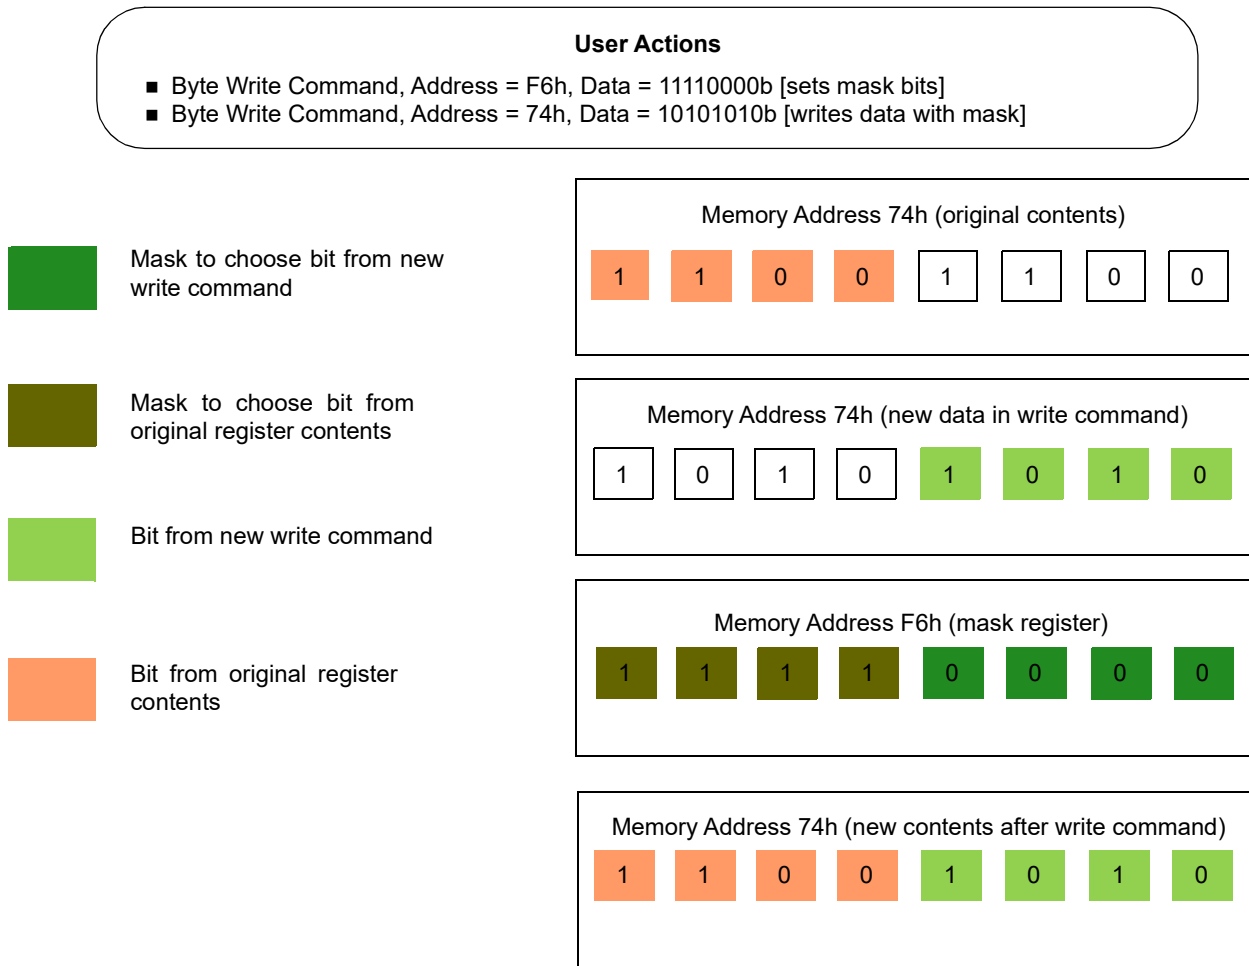 User Actions
■ Byte Write Command, Address = F6h, Data = 11110000b [sets mask bits]
■ Byte Write Command, Address = 74h, Data = 10101010b [writes data with mask]
Mask to choose bit from new
write command
Mask to choose bit from
original register contents
Bit from new write command
Bit from original register
contents
Memory Address 74h (original contents)
1 1 0 0 1 1 0 0
Memory Address 74h (new data in write command)
1 0 1 0 1 0 1 0
Memory Address F6h (mask register)
1 1 1 1 0 0 0 0
Memory Address 74h (new contents after write command)
1 1 0 0 1 0 1 0